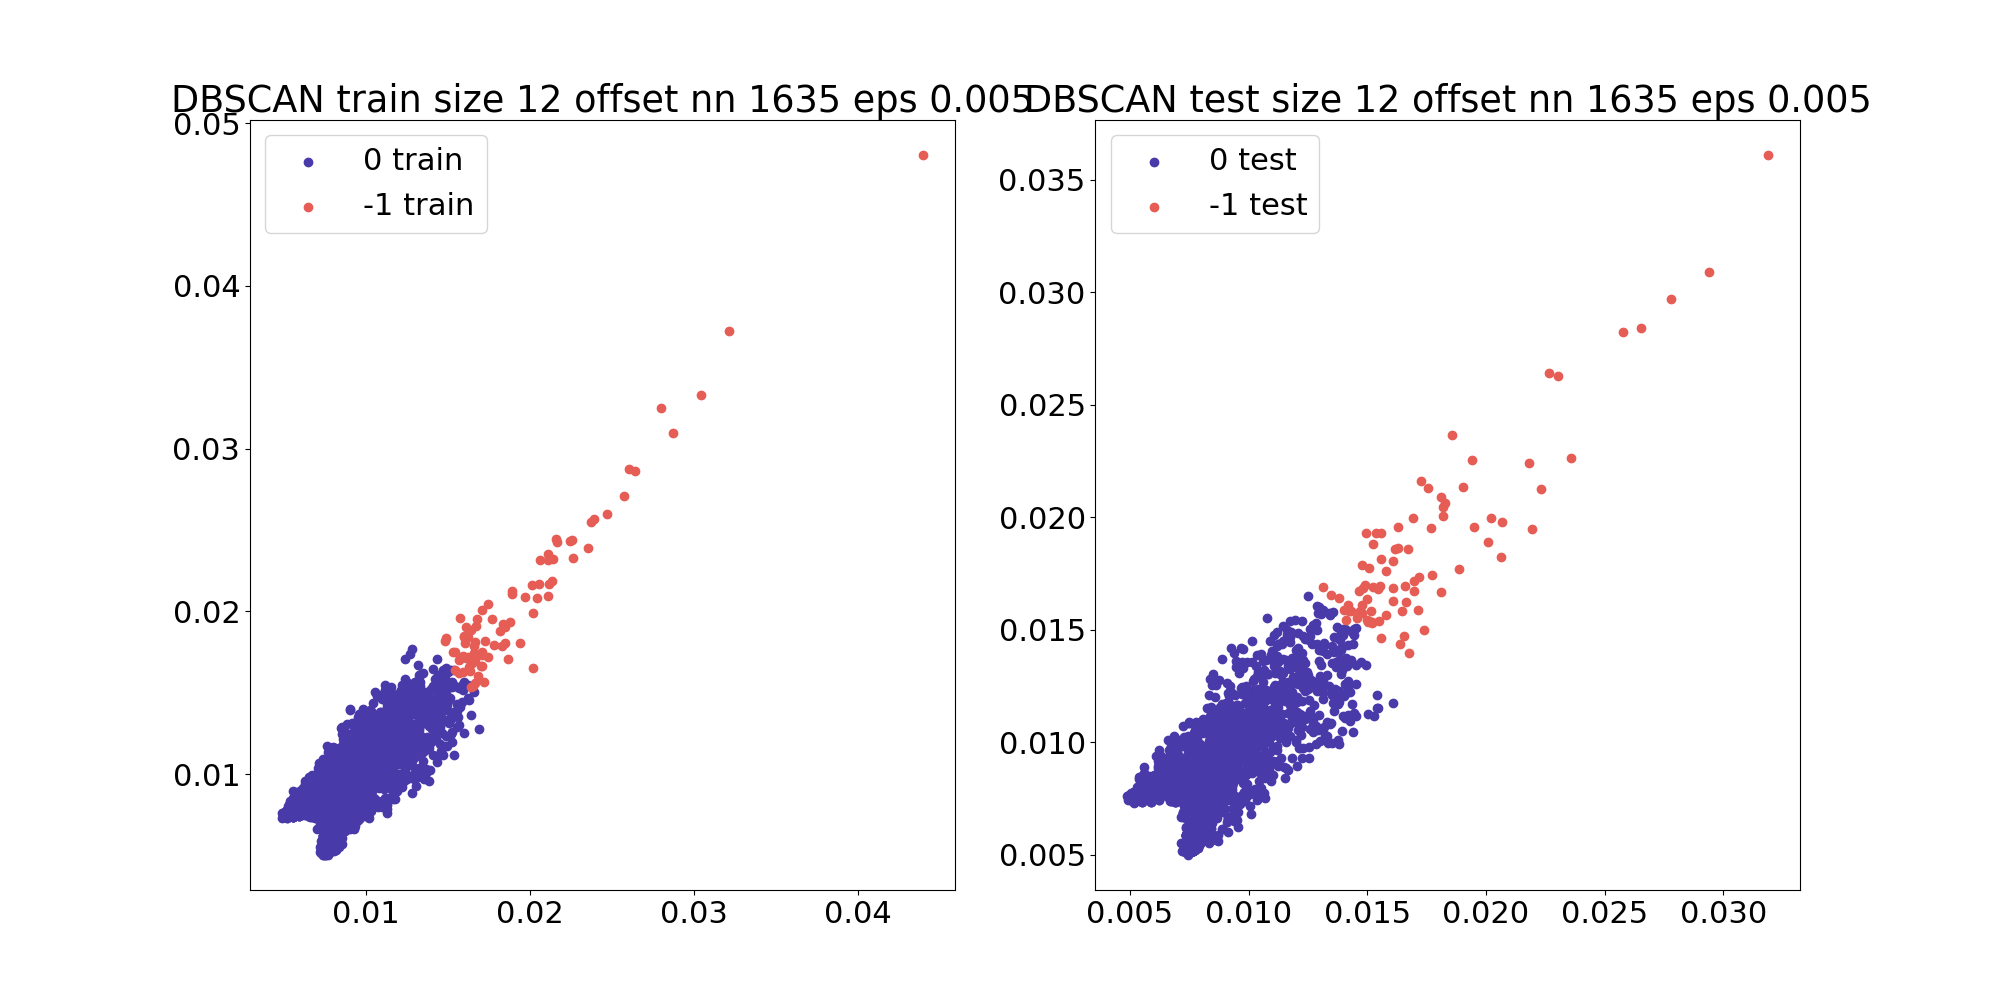 DBSCAN train size 12 offset nn 1635 eps 0.005
0 train
-1 train
0.05
0.04
0.03
0.02
0.01
0.01 0.02 0.03 0.04
DBSCAN test size 12 offset nn 1635 eps 0.005
0 test
-1 test
0.035
0.030
0.025
0.020
0.015
0.010
0.005
0.005 0.010 0.015 0.020 0.025 0.030